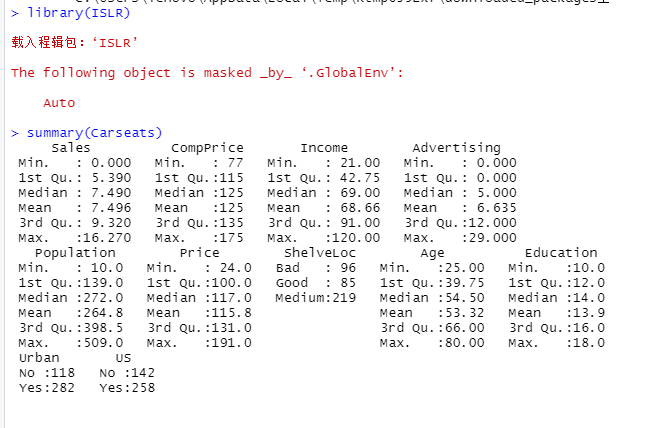 > library(ISLR)
载入程辑包：‘ISLR’
The following object is masked _by_ ‘.GlobalEnv’:
    Auto
> summary(Carseats)
     Sales          CompPrice       Income        Advertising
 Min.   : 0.000   Min.   : 77   Min.   : 21.00   Min.   : 0.000
 1st Qu.: 5.390   1st Qu.:115   1st Qu.: 42.75   1st Qu.: 0.000
 Median : 7.490   Median :125   Median : 69.00   Median : 5.000
 Mean   : 7.496   Mean   :125   Mean   : 68.66   Mean   : 6.635
 3rd Qu.: 9.320   3rd Qu.:135   3rd Qu.: 91.00   3rd Qu.:12.000
 Max.   :16.270   Max.   :175   Max.   :120.00   Max.   :29.000
   Population        Price        ShelveLoc        Age          Education
 Min.   : 10.0   Min.   : 24.0   Bad   : 96   Min.   :25.00   Min.   :10.0
 1st Qu.:139.0   1st Qu.:100.0   Good  : 85   1st Qu.:39.75   1st Qu.:12.0
 Median :272.0   Median :117.0   Medium:219   Median :54.50   Median :14.0
 Mean   :264.8   Mean   :115.8                Mean   :53.32   Mean   :13.9
 3rd Qu.:398.5   3rd Qu.:131.0                3rd Qu.:66.00   3rd Qu.:16.0
 Max.   :509.0   Max.   :191.0                Max.   :80.00   Max.   :18.0
 Urban       US
 No :118   No :142
 Yes:282   Yes:258